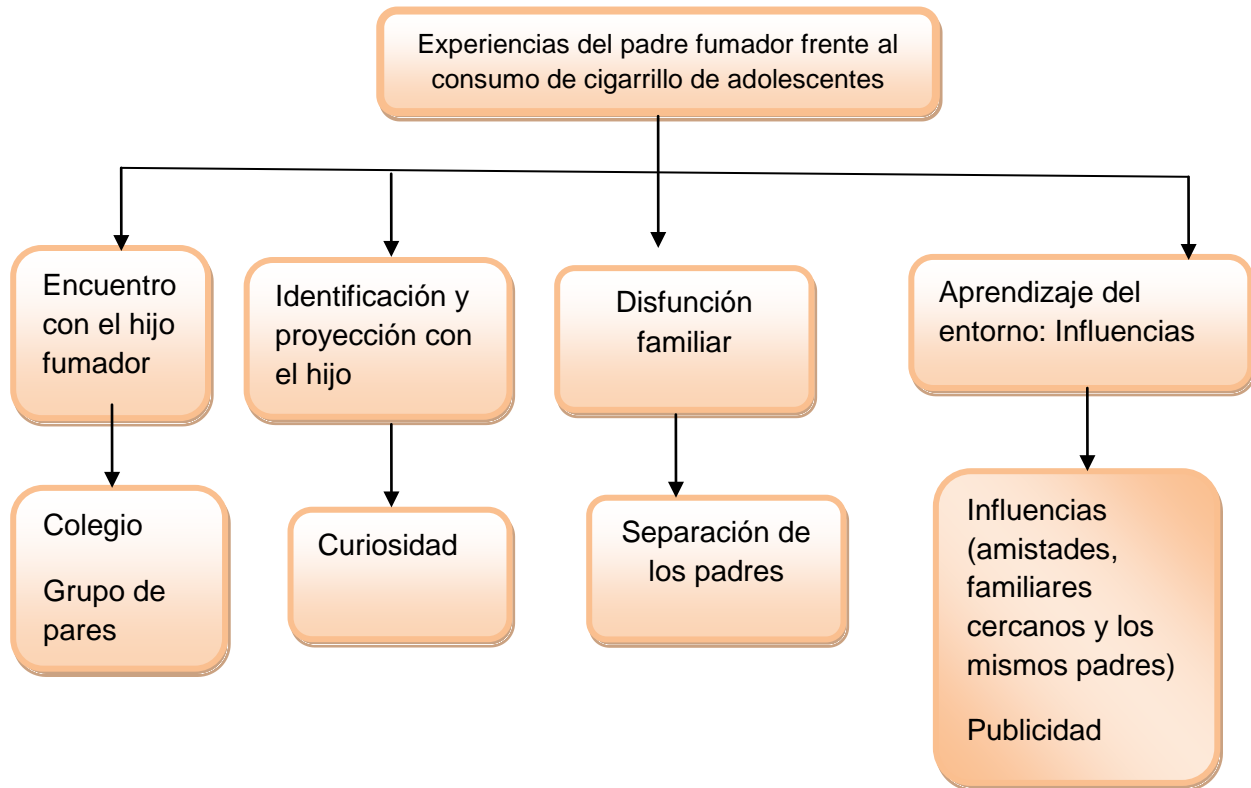 Experiencias del padre fumador frente al
consumo de cigarrillo de adolescentes
Encuentro
con el hijo
fumador
Identificación y
proyección con
el hijo
Disfunción
familiar
Aprendizaje del
entorno: Influencias
Colegio
Grupo de
pares
Curiosidad
Separación de
los padres
Influencias
(amistades,
familiares
cercanos y los
mismos padres)
Publicidad